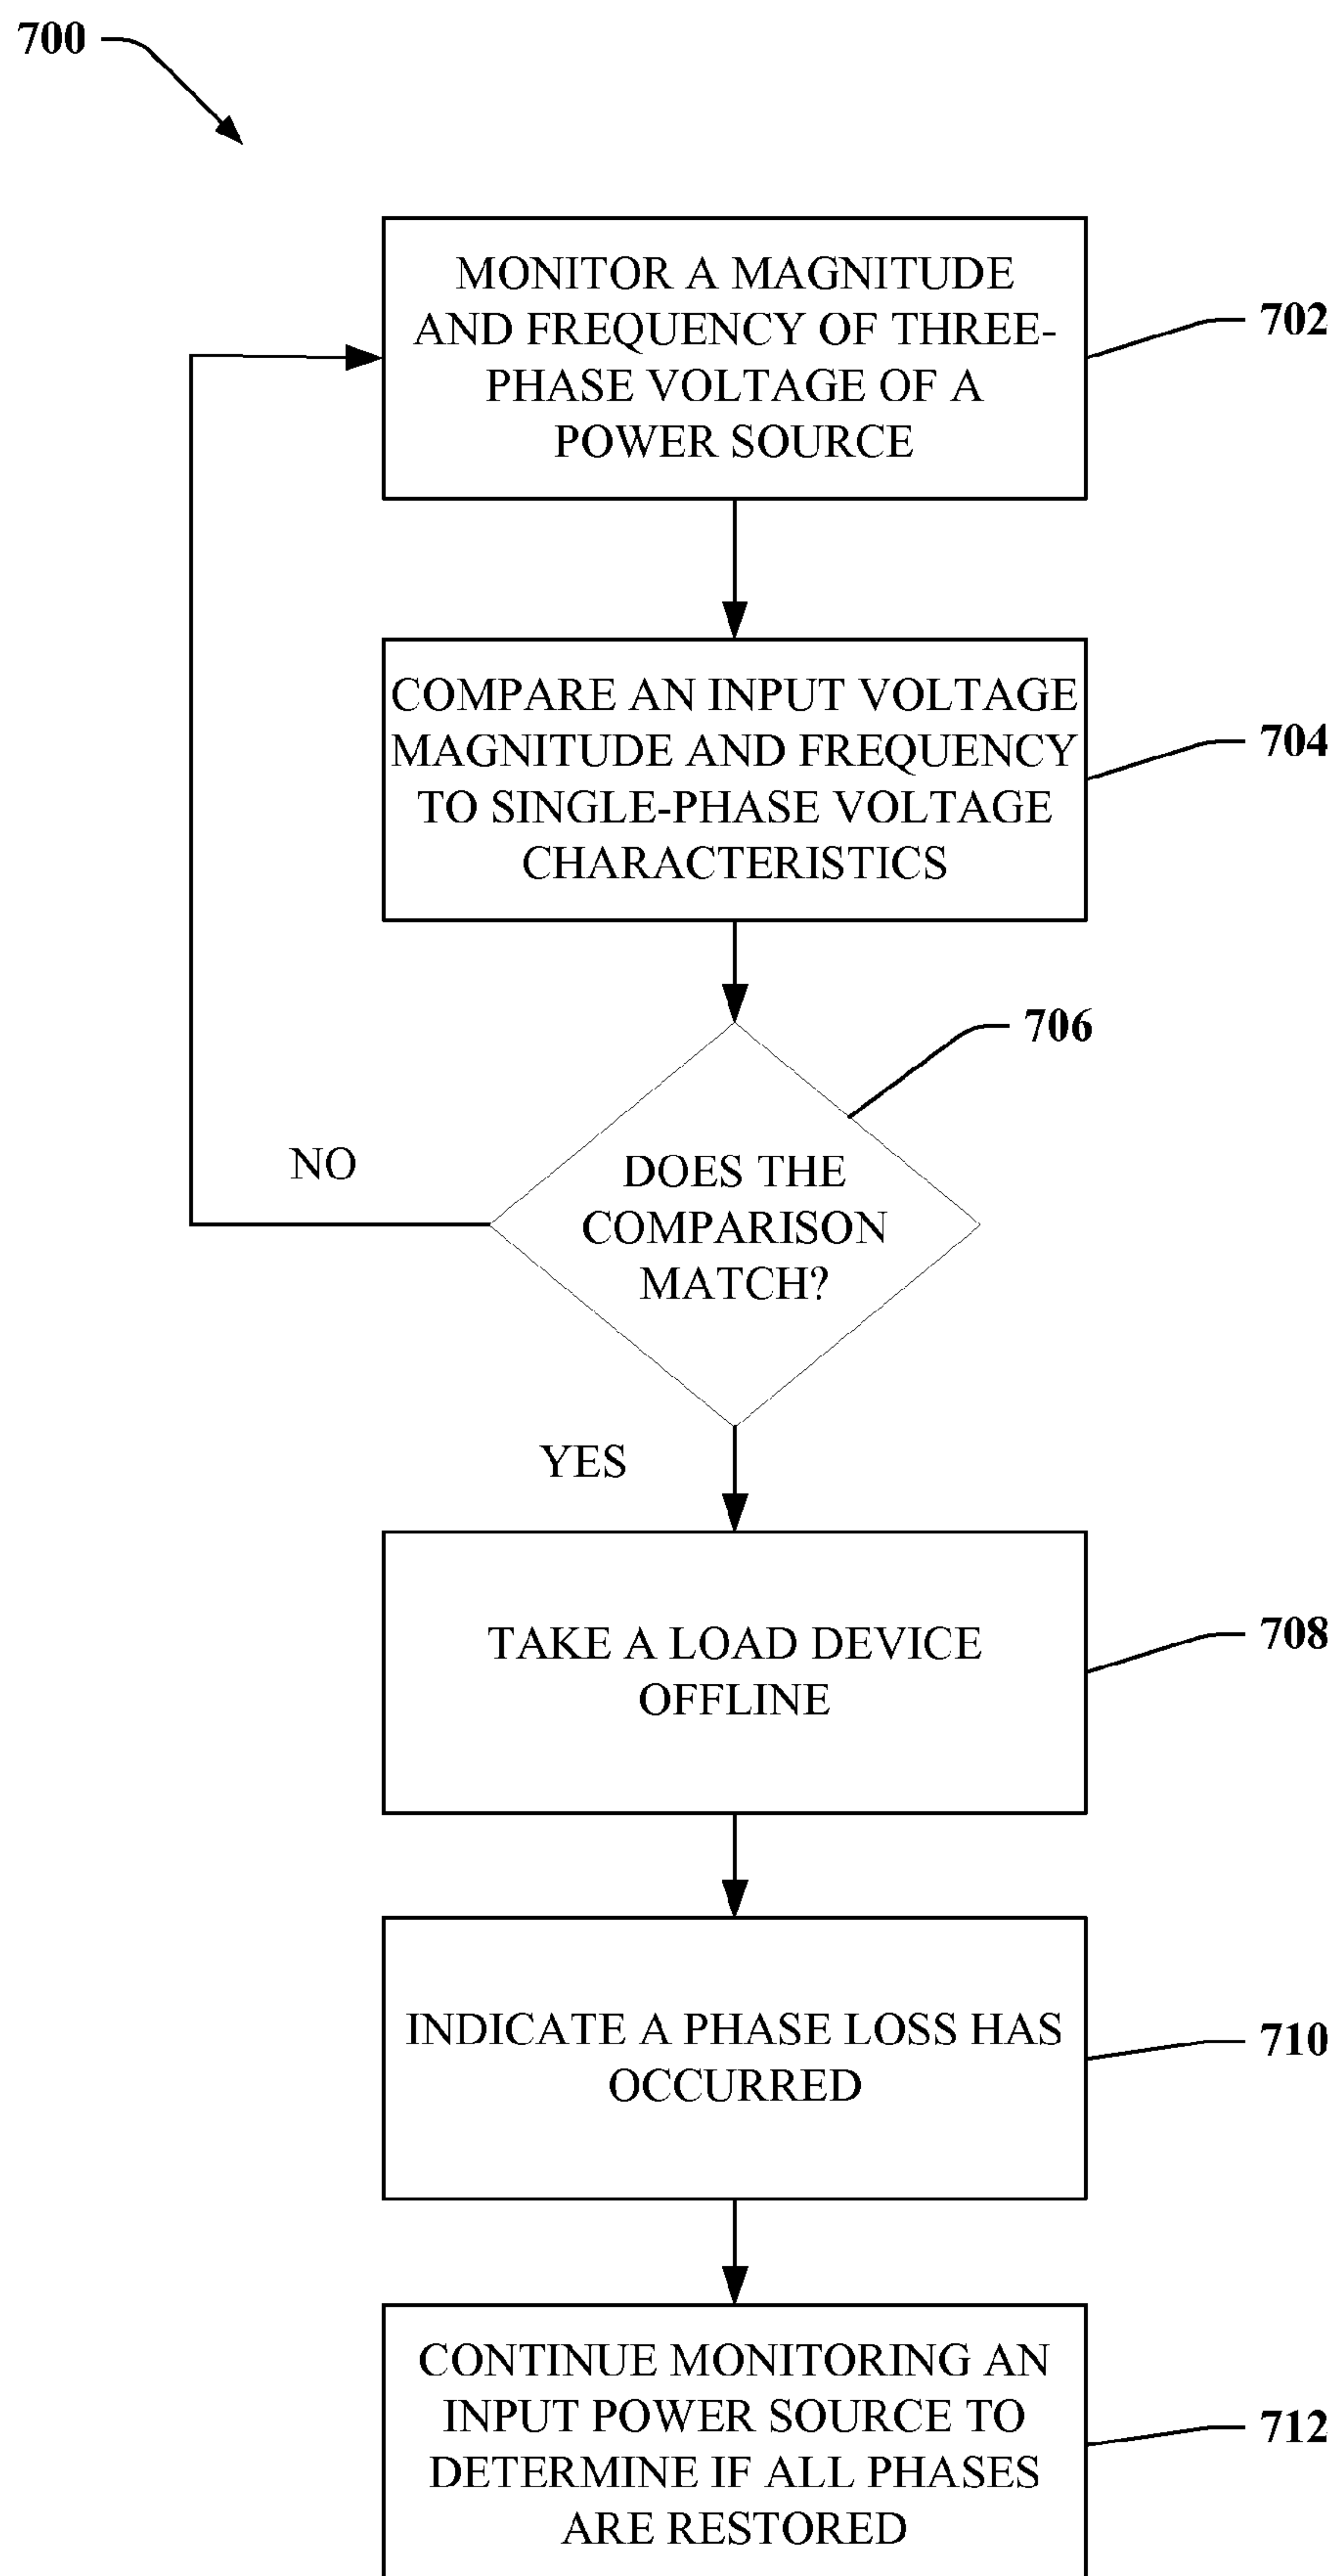 700
MONITOR A MAGNITUDE
AND FREQUENCY OF THREE-
PHASE VOLTAGE OF A
POWER SOURCE
702
COMPARE AN INPUT VOLTAGE
MAGNITUDE AND FREQUENCY
TO SINGLE-PHASE VOLTAGE
CHARACTERISTICS
704
706
DOES THE
COMPARISON
MATCH?
NO
YES
TAKE A LOAD DEVICE
OFFLINE
708
INDICATE A PHASE LOSS HAS
OCCURRED
710
CONTINUE MONITORING AN
INPUT POWER SOURCE TO
DETERMINE IF ALL PHASES
ARE RESTORED
712